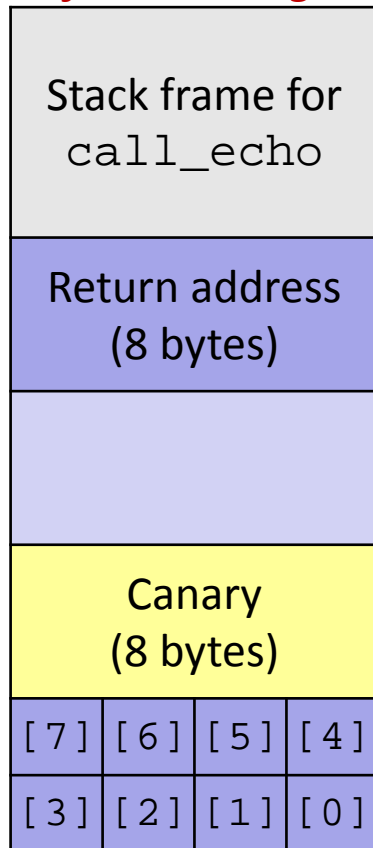 Stack frame for
call_echo
Return address
(8 bytes)
Canary
(8 bytes)
[7] [6] [5] [4]
[3] [2] [1] [0]